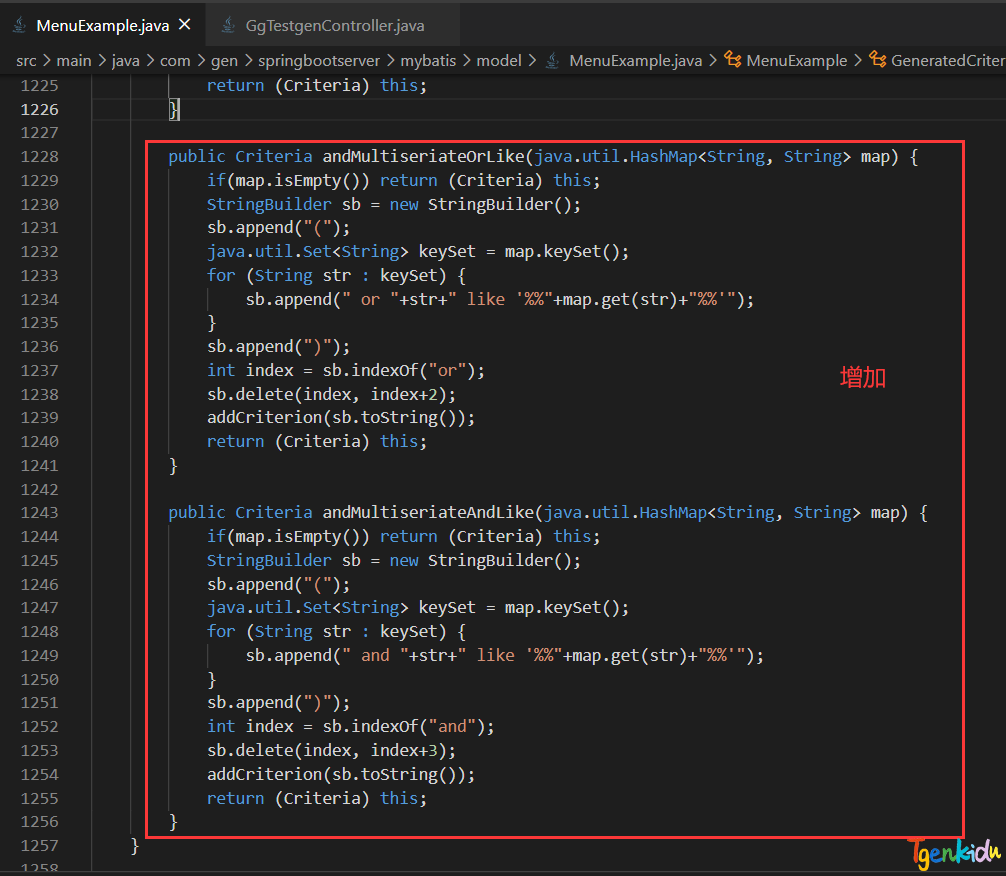 MenuExample.java × GgTestgenController.java
src > main > java > com > gen > springbootserver > mybatis > model > MenuExample.java > MenuExample > GeneratedCriter
1225 return (Criteria) this;
1226 }
1227
1228 public Criteria andMultiseriateOrLike(java.util.HashMap<String, String> map) {
1229 if(map.isEmpty()) return (Criteria) this;
1230 StringBuilder sb = new StringBuilder();
1231 sb.append("(");
1232 java.util.Set<String> keySet = map.keySet();
1233 for (String str : keySet) {
1234 sb.append(" or "+str+" like '%%"+map.get(str)+"%%'");
1235 }
1236 sb.append(")");
1237 int index = sb.indexOf("or");
增加
1238 sb.delete(index, index+2);
1239 addCriterion(sb.toString());
1240 return (Criteria) this;
1241 }
1242
1243 public Criteria andMultiseriateAndLike(java.util.HashMap<String, String> map) {
1244 if(map.isEmpty()) return (Criteria) this;
1245 StringBuilder sb = new StringBuilder();
1246 sb.append("(");
1247 java.util.Set<String> keySet = map.keySet();
1248 for (String str : keySet) {
1249 sb.append(" and "+str+" like '%%"+map.get(str)+"%%'");
1250 }
1251 sb.append(")");
1252 int index = sb.indexOf("and");
1253 sb.delete(index, index+3);
1254 addCriterion(sb.toString());
1255 return (Criteria) this;
1256 }
1257 }
1258
Tgenkidu